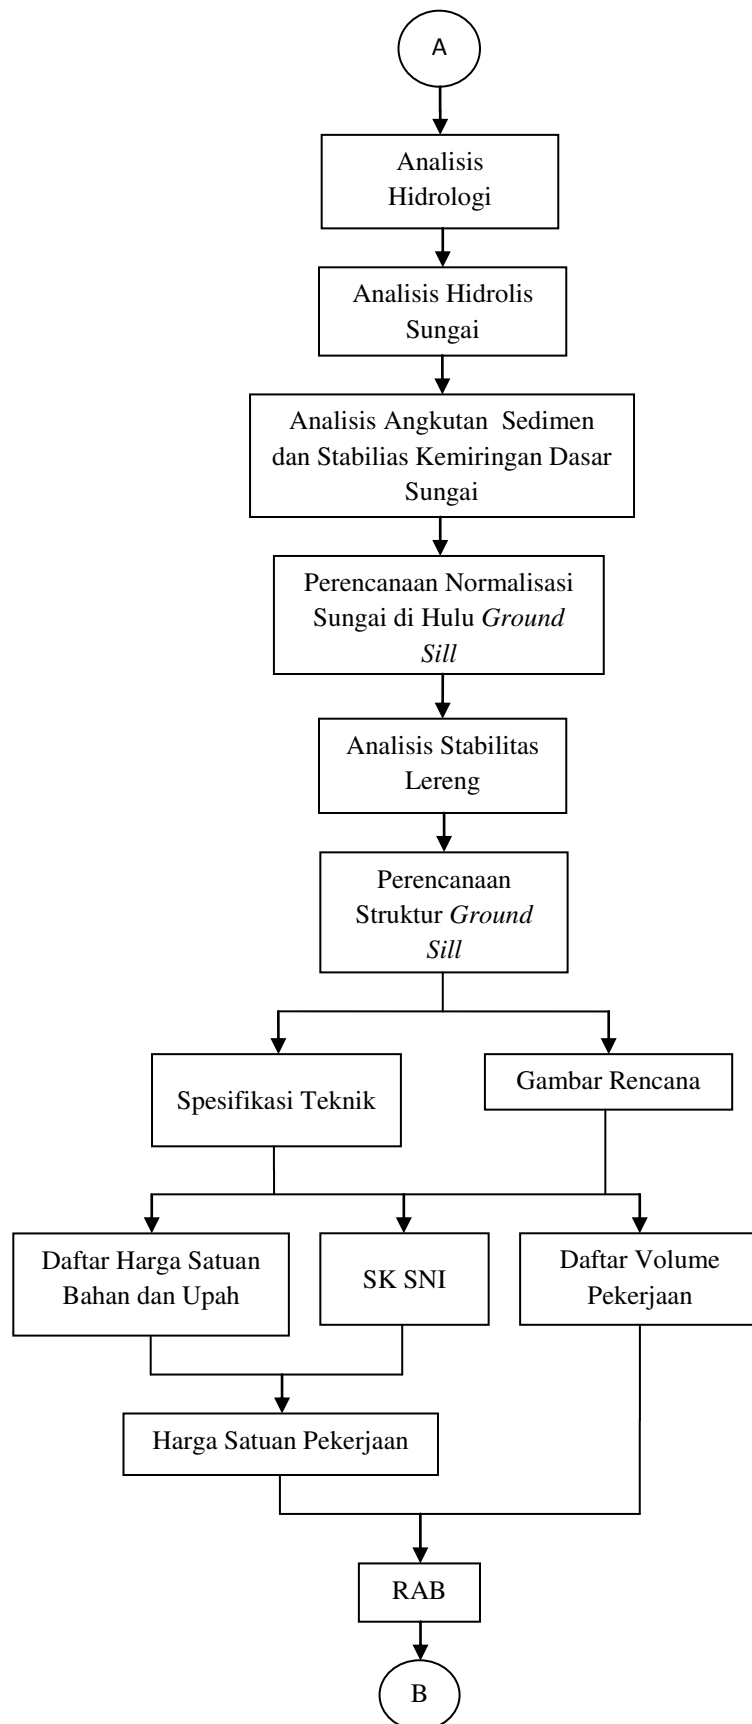 A
Analisis
Hidrologi
Analisis Hidrolis
Sungai
Analisis Angkutan  Sedimen
dan Stabilias Kemiringan Dasar
Sungai
Perencanaan Normalisasi
Sungai di Hulu Ground
Sill
Analisis Stabilitas
Lereng
Perencanaan
Struktur Ground
Sill
Spesifikasi Teknik
Gambar Rencana
Daftar Harga Satuan
Bahan dan Upah
SK SNI
Daftar Volume
Pekerjaan
Harga Satuan Pekerjaan
RAB
B